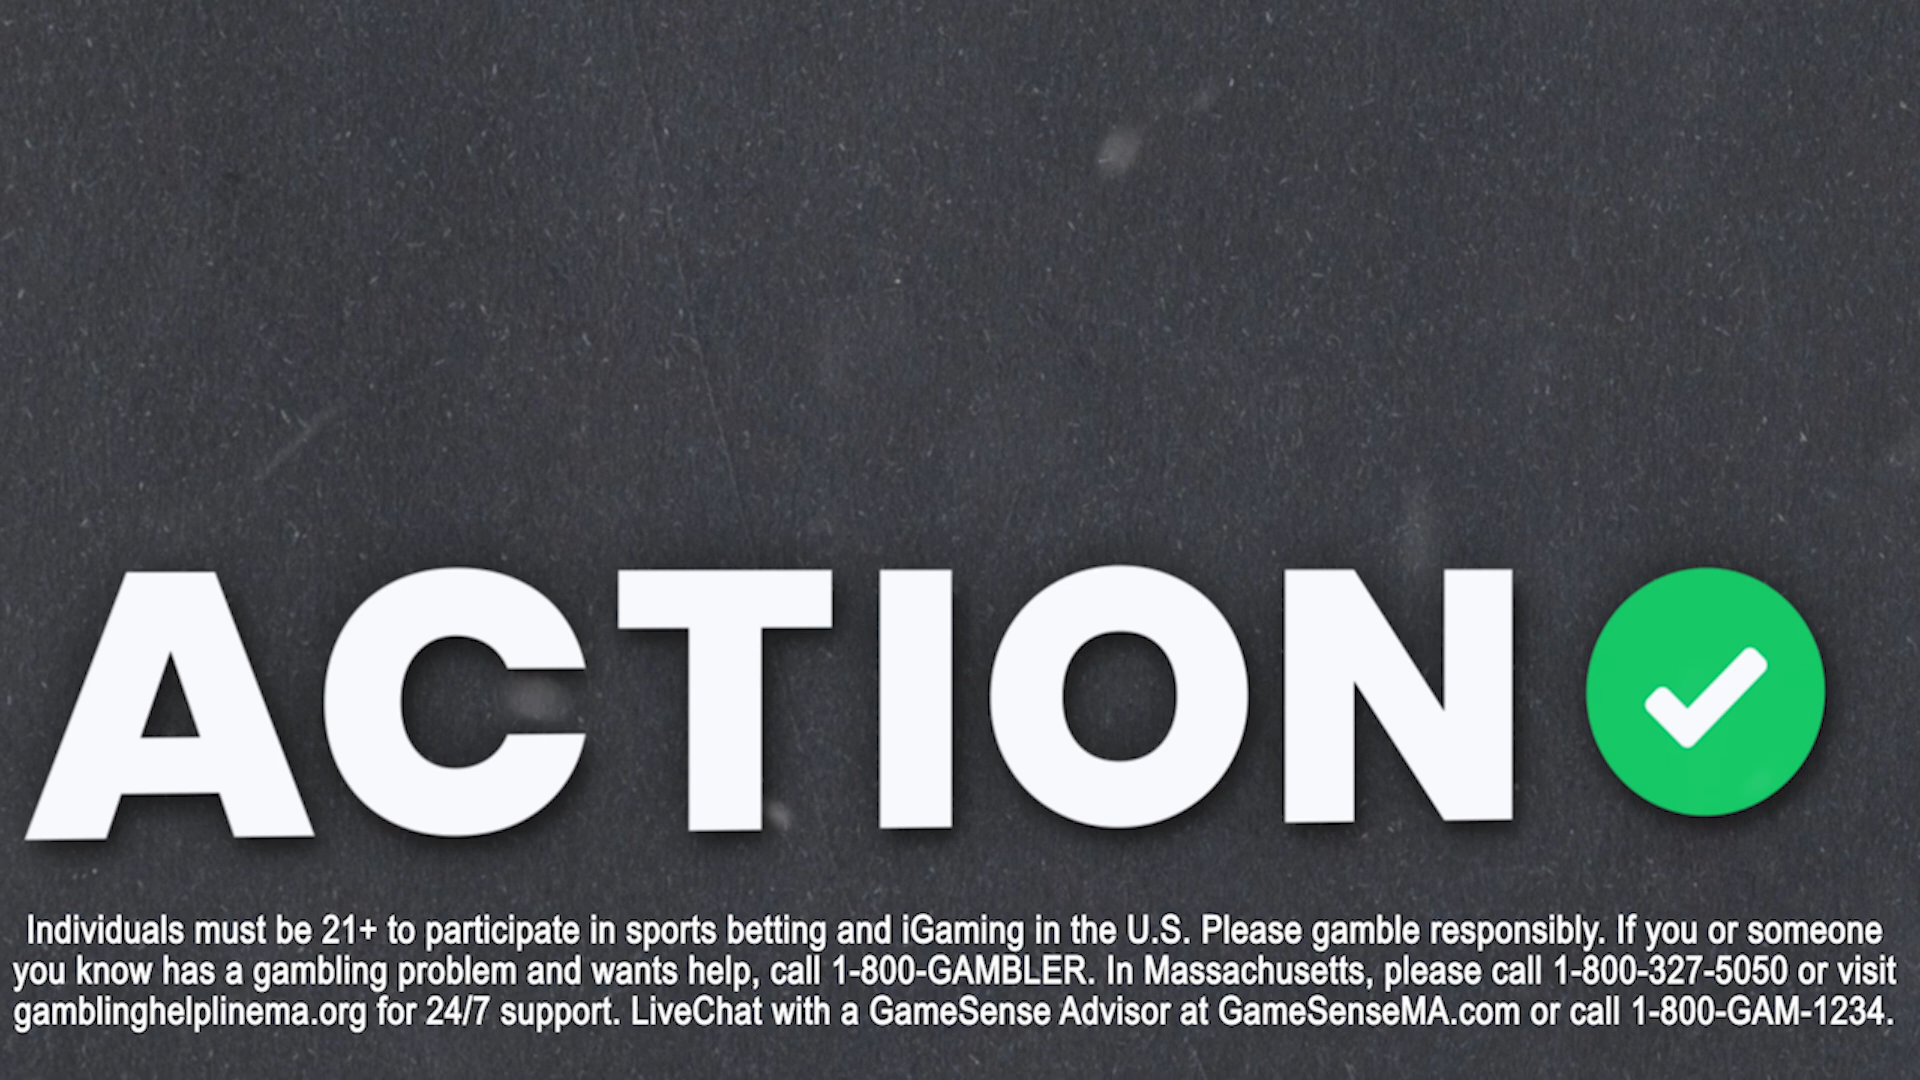 ACTION
Individuals must be 21+ to participate in sports betting and iGaming in the U.S. Please gamble responsibly. If you or someone
you know has a gambling problem and wants help, call 1-800-GAMBLER. In Massachusetts, please call 1-800-327-5050 or visit
gamblinghelplinema.org for 24/7 support. LiveChat with a GameSense Advisor at GameSenseMA.com or call 1-800-GAM-1234.